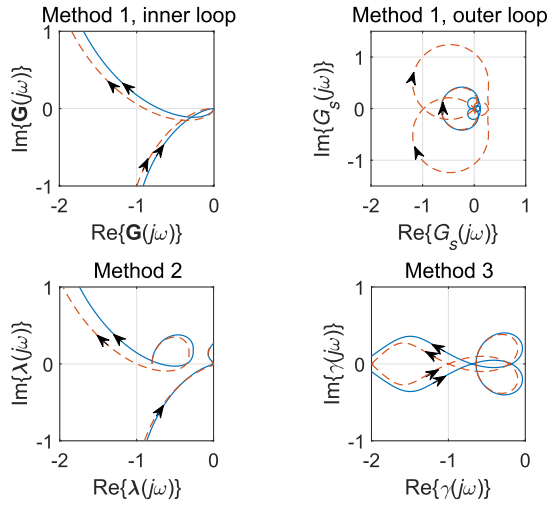 Method 1, inner loop
1
0
-1
-2
-1
0
Im{G(jω)}
Re{G(jω)}
Method 1, outer loop
1
0
-1
-2
-1
0
1
Im{G_s(jω)}
Re{G_s(jω)}
Method 2
1
0
-1
-2
-1
0
Im{λ(jω)}
Re{λ(jω)}
Method 3
1
0
-1
-2
-1
0
Im{γ(jω)}
Re{γ(jω)}